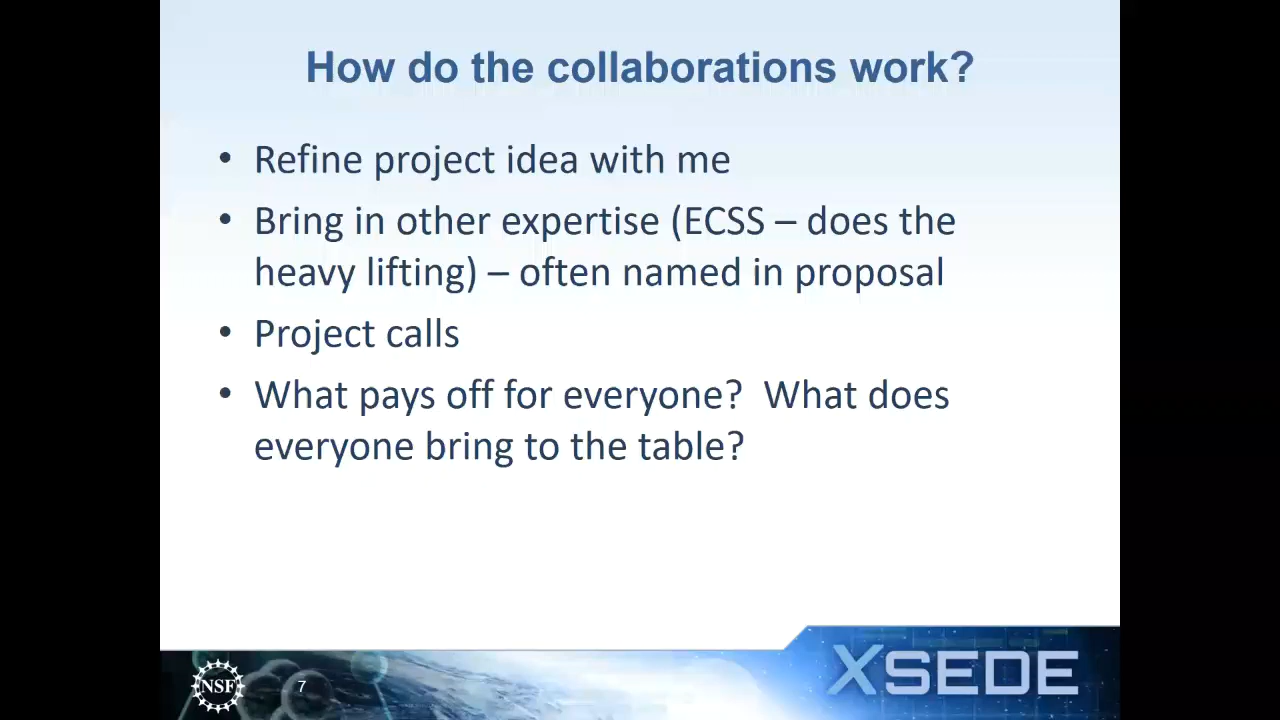 How do the collaborations work?
• Refine project idea with me
• Bring in other expertise (ECSS – does the
heavy lifting) – often named in proposal
• Project calls
• What pays off for everyone?  What does
everyone bring to the table?
NSF
7
XSEDE